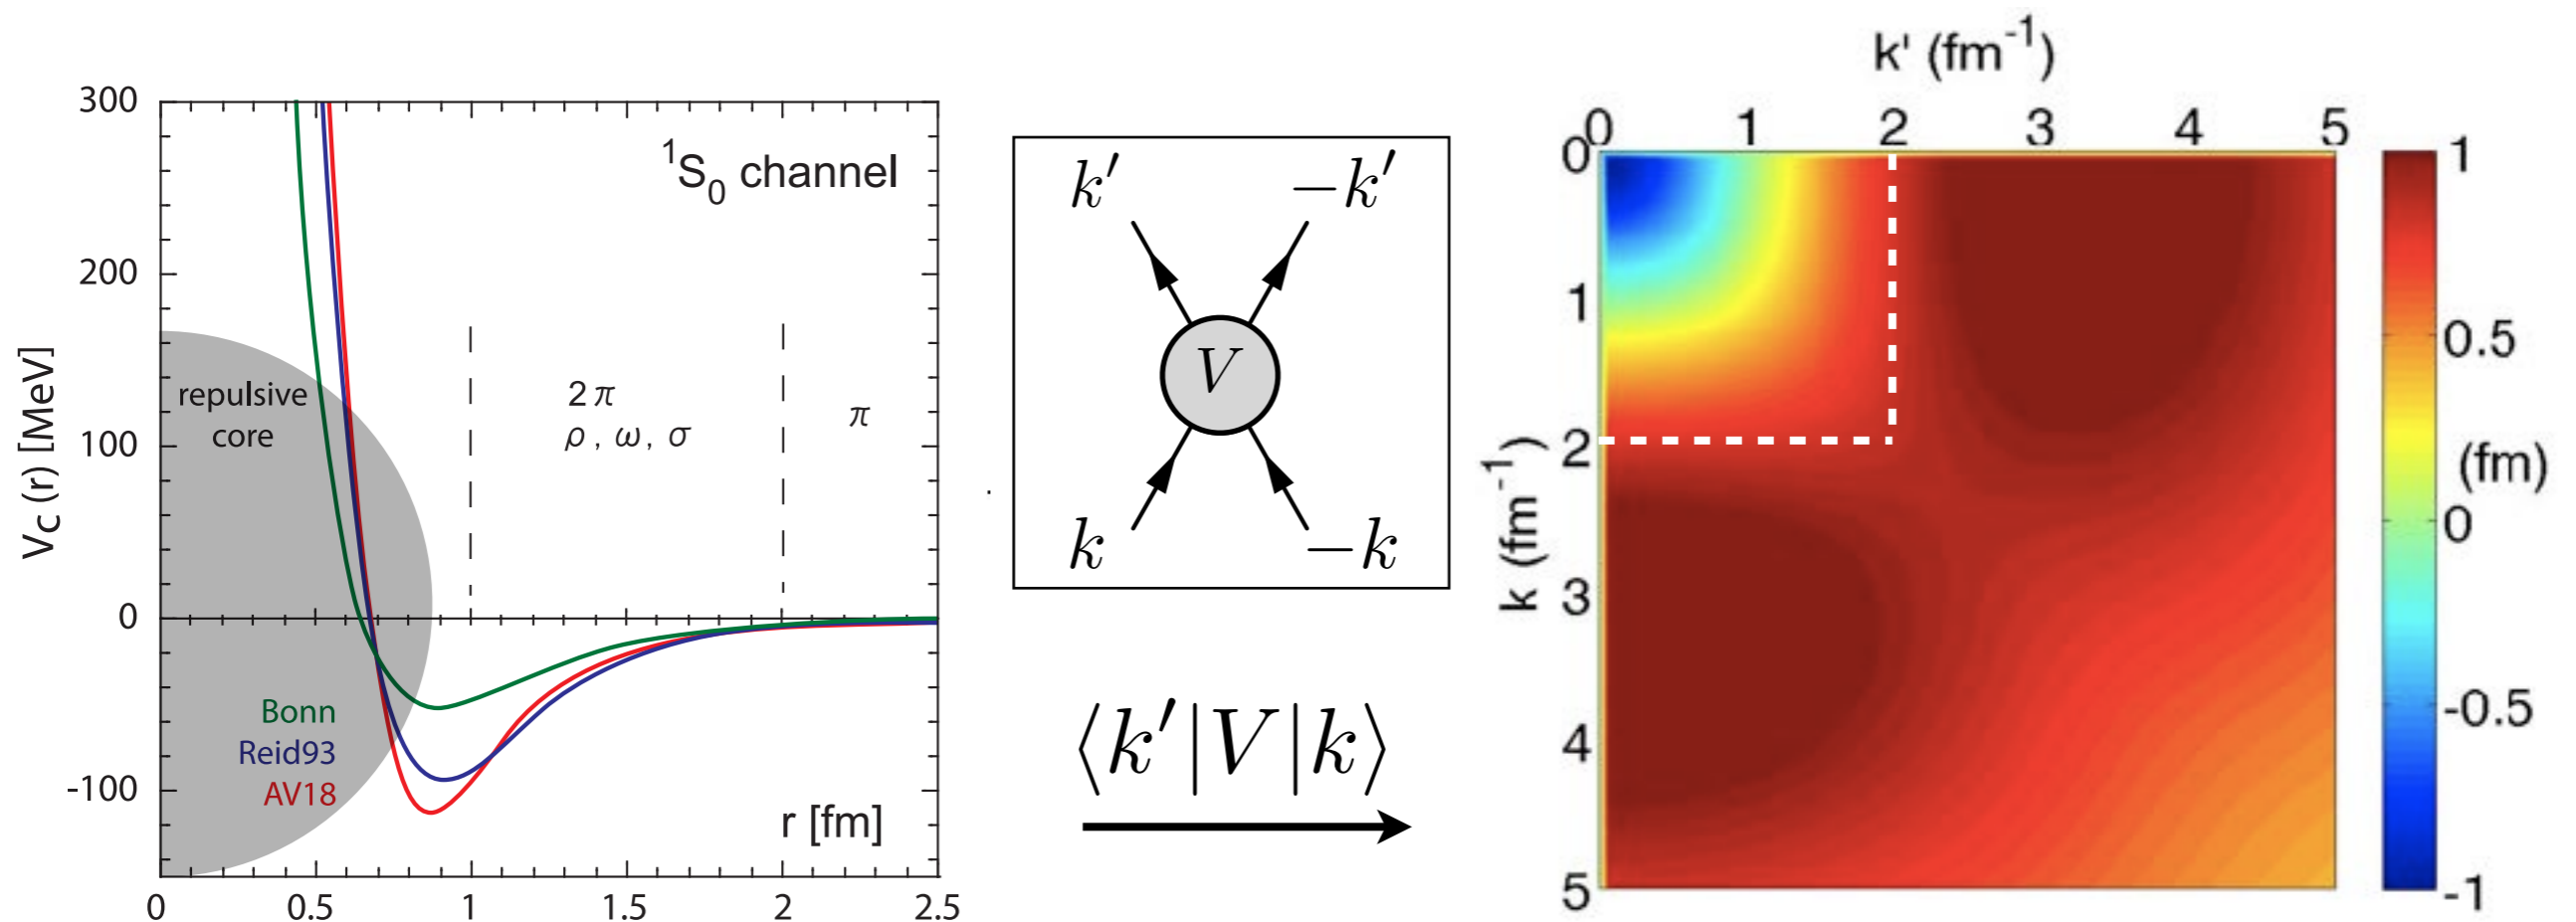 300
200
100
0
-100
Vc (r) [MeV]
¹S₀ channel
repulsive
core
2π
ρ , ω, σ
π
Bonn
Reid93
AV18
r [fm]
0 0.5 1 1.5 2 2.5
k′ −k′
V
k −k
⟨k′|V|k⟩
k' (fm⁻¹)
0 1 2 3 4 5
0
1
2
3
4
5
k (fm⁻¹)
1
0.5
(fm)
0
-0.5
-1